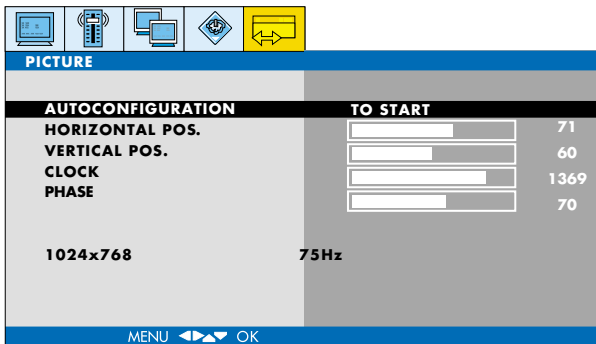 PICTURE
AUTOCONFIGURATION TO START
HORIZONTAL POS. 71
VERTICAL POS. 60
CLOCK 1369
PHASE 70
1024x768 75Hz
MENU OK